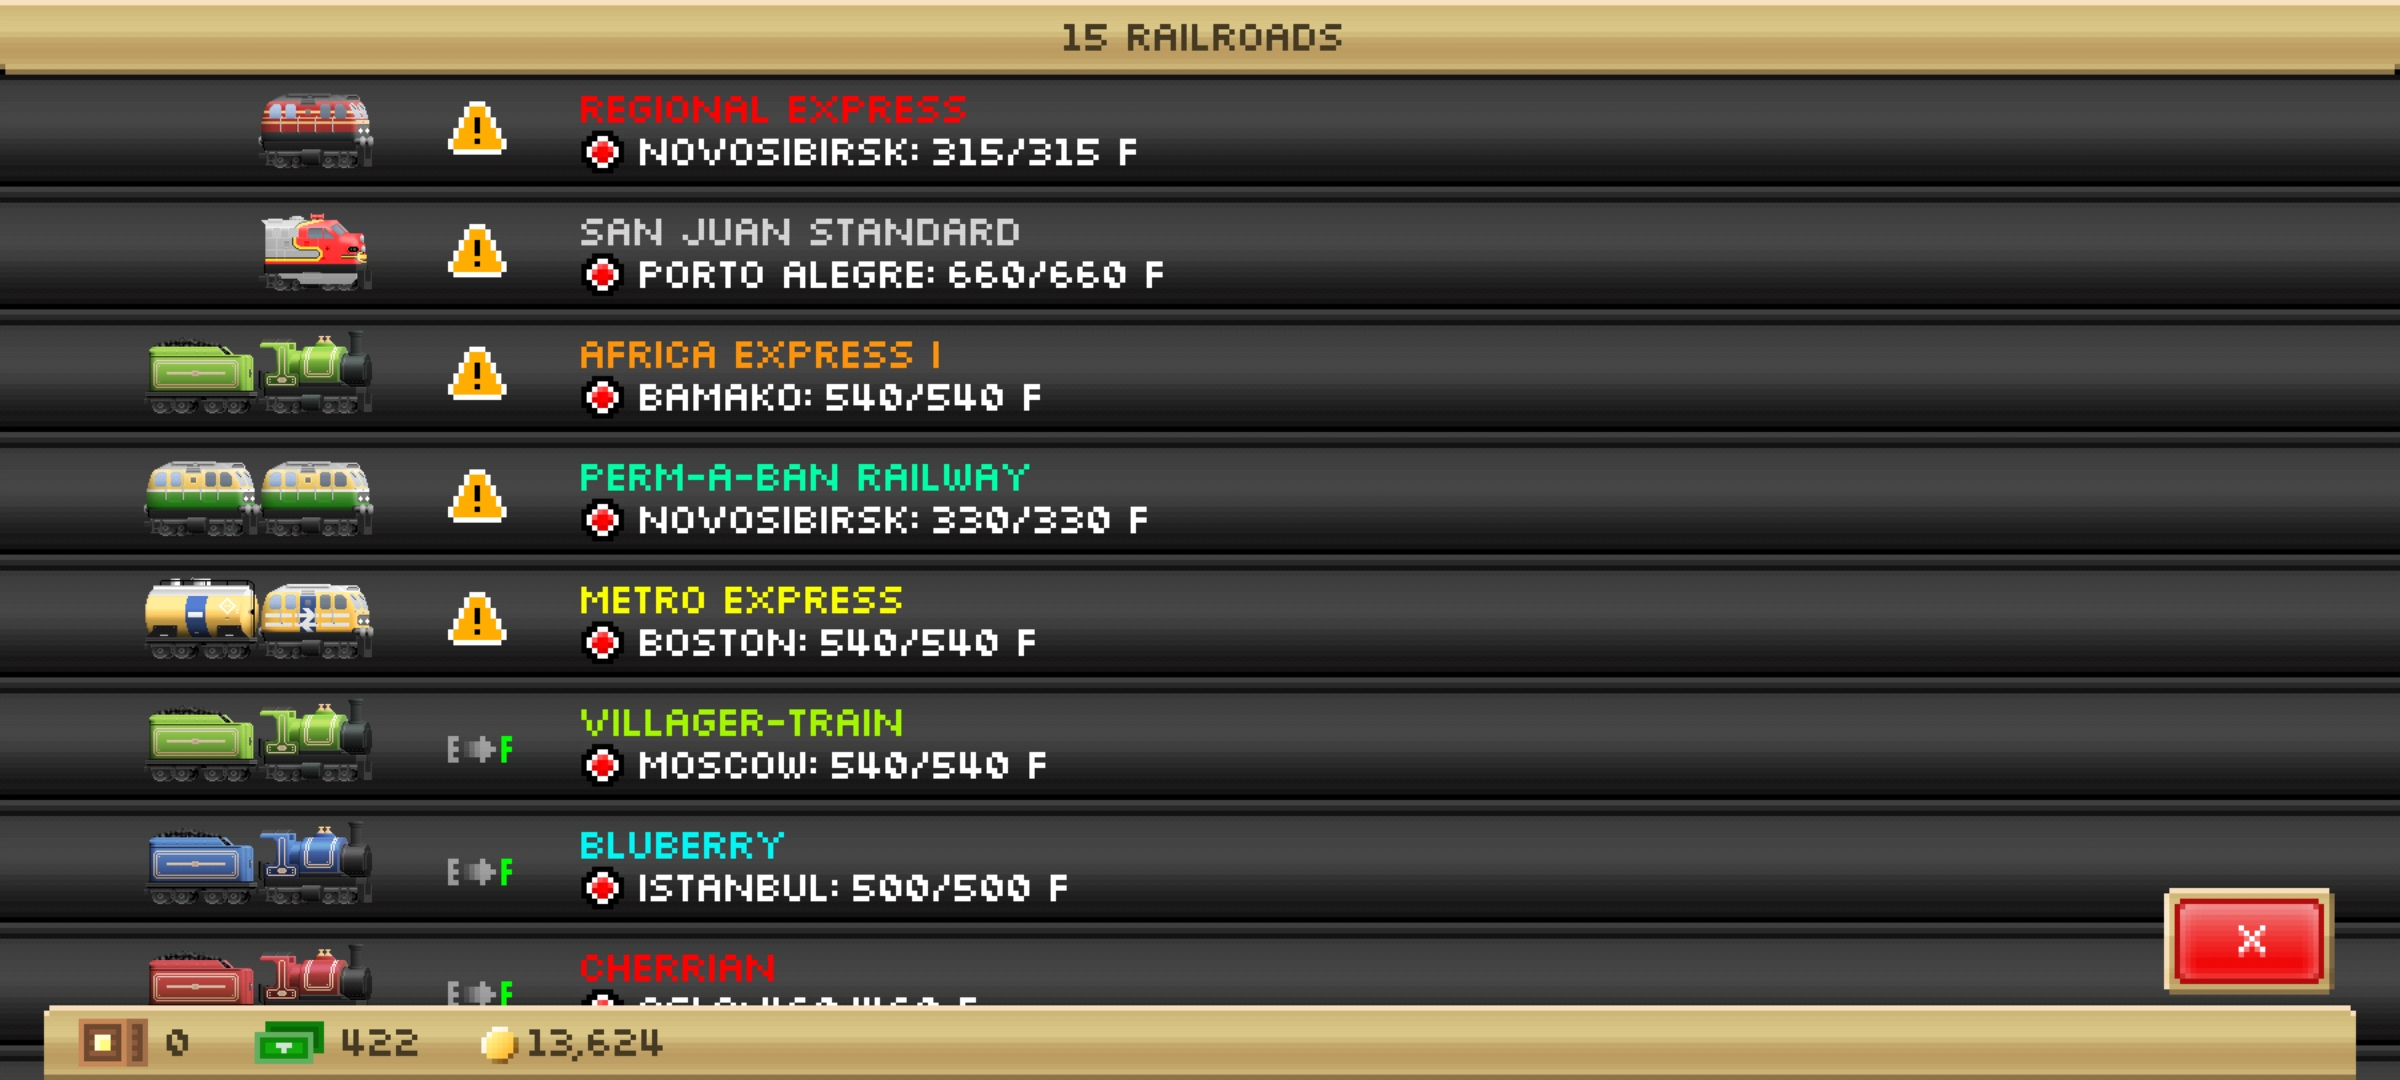 15 RAILROADS
REGIONAL EXPRESS
NOVOSIBIRSK: 315/315 F
SAN JUAN STANDARD
PORTO ALEGRE: 660/660 F
AFRICA EXPRESS I
BAMAKO: 540/540 F
PERM-A-BAN RAILWAY
NOVOSIBIRSK: 330/330 F
METRO EXPRESS
BOSTON: 540/540 F
VILLAGER-TRAIN
E F
MOSCOW: 540/540 F
BLUBERRY
E F
ISTANBUL: 500/500 F
X
CHERRIAN
E F
0 422 13,624